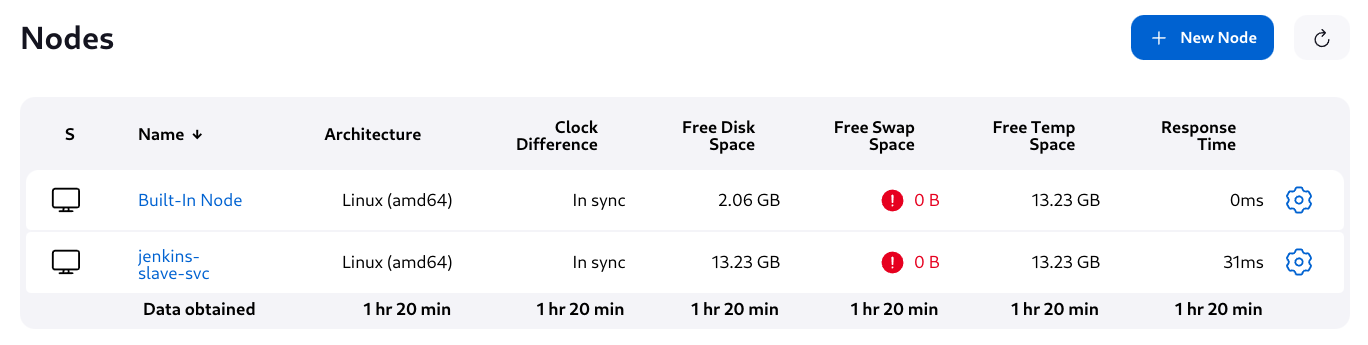 Nodes
+ New Node
S Name ↓ Architecture Clock Difference Free Disk Space Free Swap Space Free Temp Space Response Time
Built-In Node Linux (amd64) In sync 2.06 GB ! 0 B 13.23 GB 0ms
jenkins-slave-svc Linux (amd64) In sync 13.23 GB ! 0 B 13.23 GB 31ms
Data obtained 1 hr 20 min 1 hr 20 min 1 hr 20 min 1 hr 20 min 1 hr 20 min 1 hr 20 min